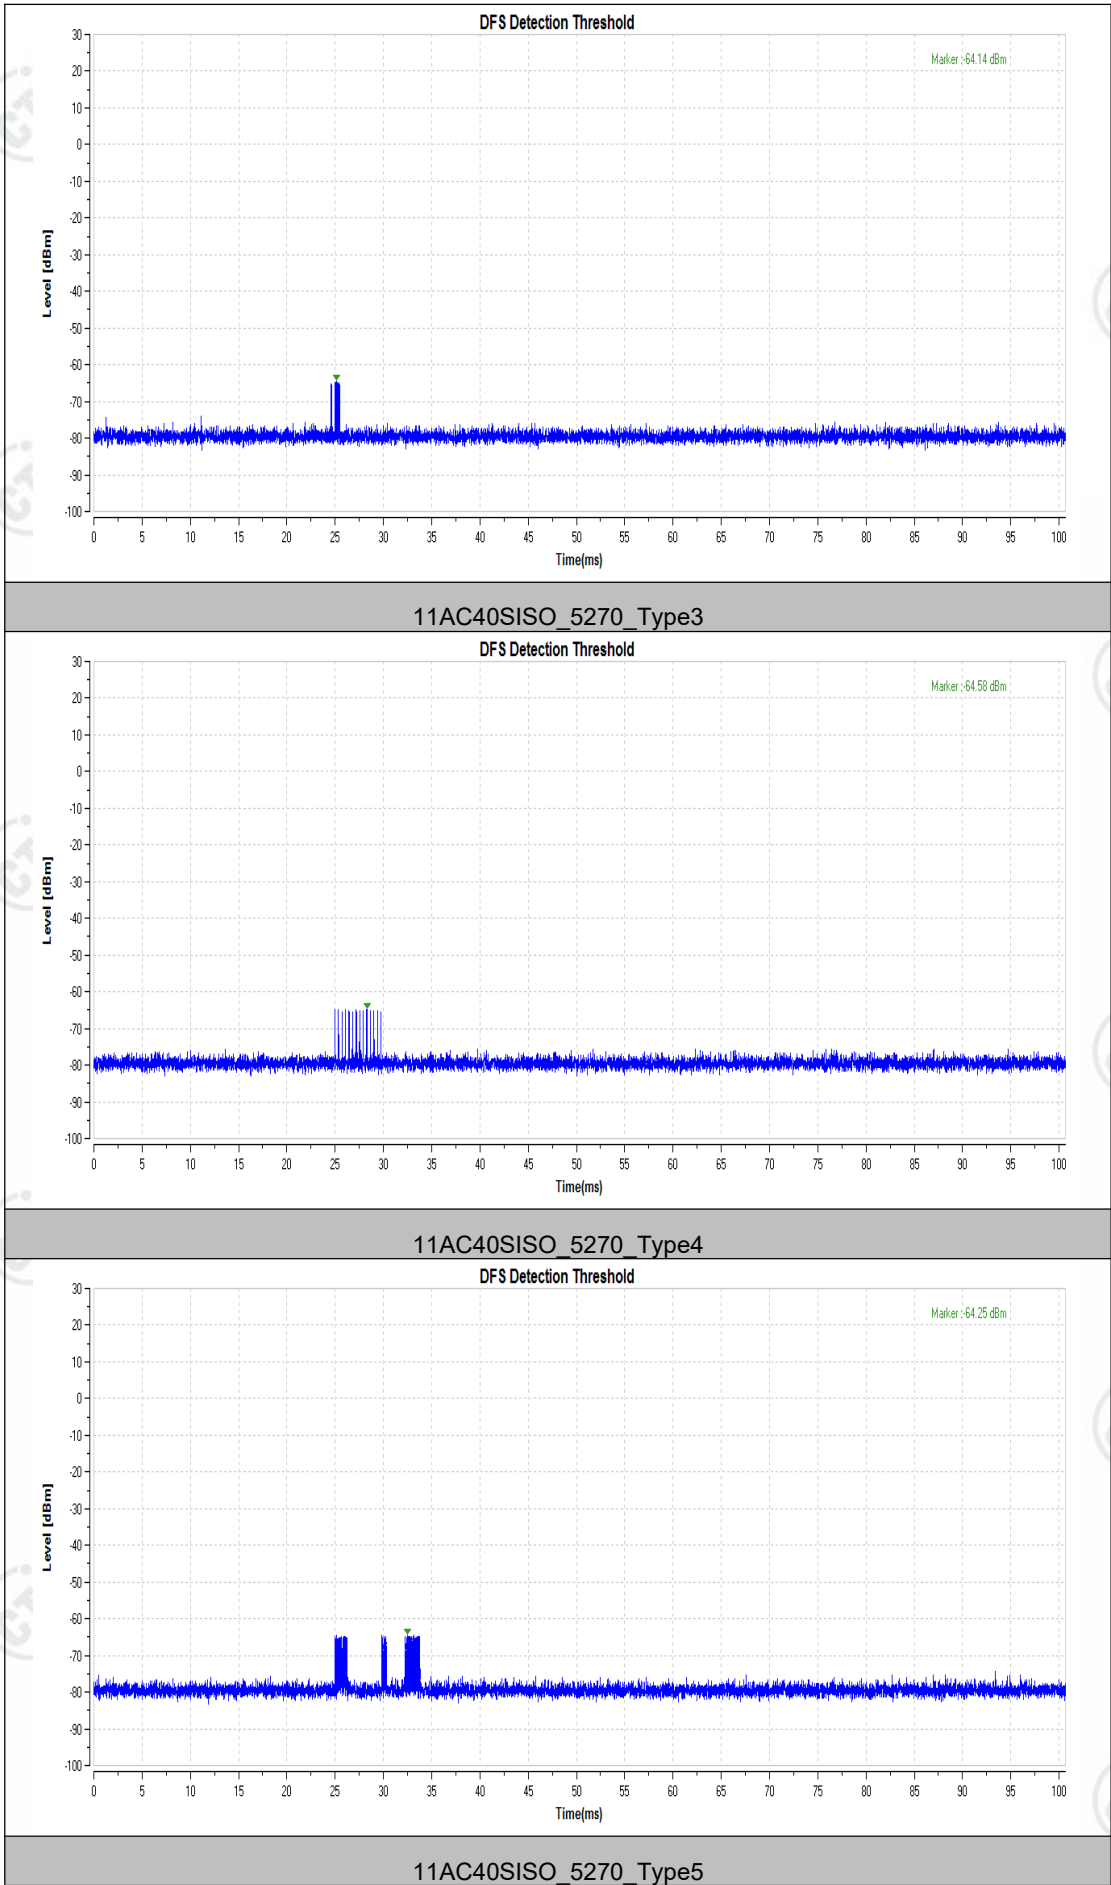 DFS Detection Threshold
Marker :-64.14 dBm
30
20
10
0
-10
-20
-30
-40
-50
-60
-70
-80
-90
-100
Level [dBm]
0 5 10 15 20 25 30 35 40 45 50 55 60 65 70 75 80 85 90 95 100
Time(ms)
11AC40SISO_5270_Type3
DFS Detection Threshold
Marker :-64.58 dBm
30
20
10
0
-10
-20
-30
-40
-50
-60
-70
-80
-90
-100
Level [dBm]
0 5 10 15 20 25 30 35 40 45 50 55 60 65 70 75 80 85 90 95 100
Time(ms)
11AC40SISO_5270_Type4
DFS Detection Threshold
Marker :-64.25 dBm
30
20
10
0
-10
-20
-30
-40
-50
-60
-70
-80
-90
-100
Level [dBm]
0 5 10 15 20 25 30 35 40 45 50 55 60 65 70 75 80 85 90 95 100
Time(ms)
11AC40SISO_5270_Type5